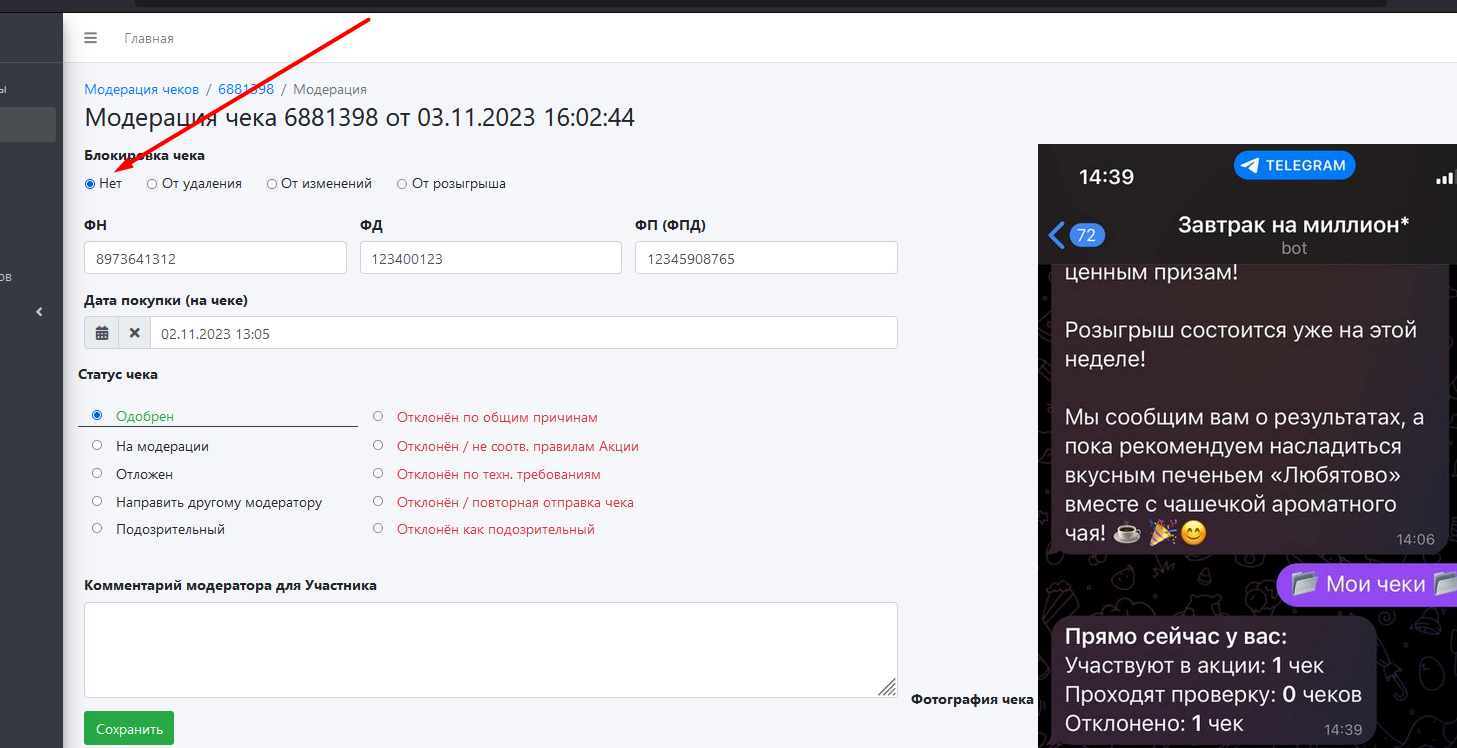 Главная
ы
Модерация чеков / 6881398 / Модерация
Модерация чека 6881398 от 03.11.2023 16:02:44
Блокировка чека
Нет От удаления От изменений От розыгрыша
ФН ФД ФП (ФПД)
8973641312 123400123 12345908765
ов
Дата покупки (на чеке)
02.11.2023 13:05
Статус чека
Одобрен Отклонён по общим причинам
На модерации Отклонён / не соотв. правилам Акции
Отложен Отклонён по техн. требованиям
Направить другому модератору Отклонён / повторная отправка чека
Подозрительный Отклонён как подозрительный
Комментарий модератора для Участника
Фотография чека
Сохранить
14:39 TELEGRAM
72 Завтрак на миллион*
bot
ценным призам!
Розыгрыш состоится уже на этой
неделе!
Мы сообщим вам о результатах, а
пока рекомендуем насладиться
вкусным печеньем «Любятово»
вместе с чашечкой ароматного
чая! ☕ 🎉😊 14:06
📂 Мои чеки 📂
Прямо сейчас у вас:
Участвуют в акции: 1 чек
Проходят проверку: 0 чеков
Отклонено: 1 чек 14:39